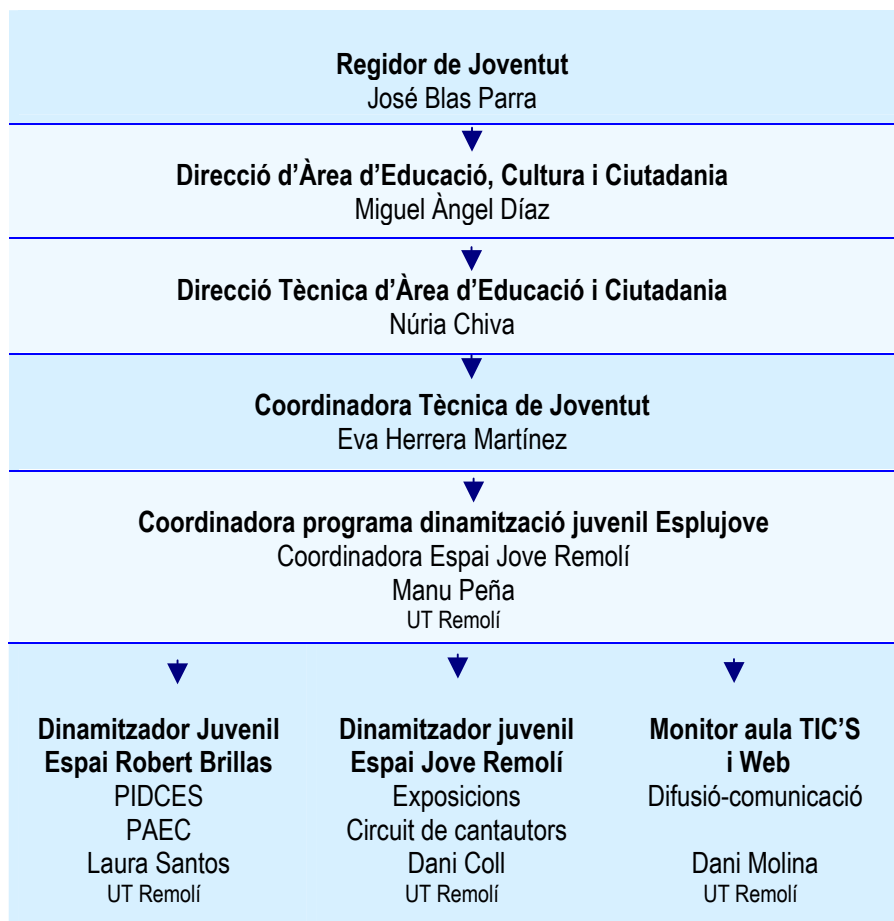 Regidor de Joventut
José Blas Parra
Direcció d'Àrea d'Educació, Cultura i Ciutadania
Miguel Àngel Díaz
Direcció Tècnica d'Àrea d'Educació i Ciutadania
Núria Chiva
Coordinadora Tècnica de Joventut
Eva Herrera Martínez
Coordinadora programa dinamització juvenil Esplujove
Coordinadora Espai Jove Remolí
Manu Peña
UT Remolí
Dinamitzador Juvenil
Espai Robert Brillas
PIDCES
PAEC
Laura Santos
UT Remolí
Dinamitzador juvenil
Espai Jove Remolí
Exposicions
Circuit de cantautors
Dani Coll
UT Remolí
Monitor aula TIC'S
i Web
Difusió-comunicació
Dani Molina
UT Remolí